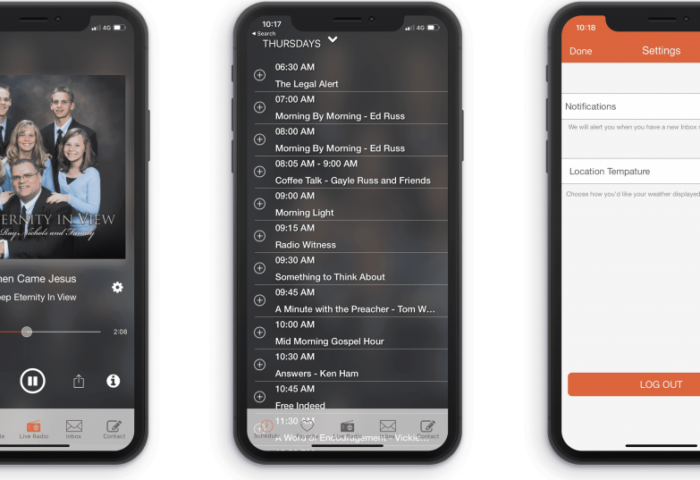 4G
ERNITY IN VIEW
Ray Nichols and Family
hen Came Jesus
eep Eternity In View
2:08
Live Radio
Inbox
Contact
10:17
4G
Search
THURSDAYS
06:30 AM
The Legal Alert
07:00 AM
Morning By Morning - Ed Russ
08:00 AM
Morning By Morning - Ed Russ
08:05 AM - 9:00 AM
Coffee Talk - Gayle Russ and Friends
09:00 AM
Morning Light
09:15 AM
Radio Witness
09:30 AM
Something to Think About
09:45 AM
A Minute with the Preacher - Tom W...
10:00 AM
Mid Morning Gospel Hour
10:30 AM
Answers - Ken Ham
10:45 AM
Free Indeed
11:30 AM
A Word of Encouragement - Vickie...
Contact
10:18
Done
Settings
Notifications
We will alert you when you have a new Inbox
Location Tempature
Choose how you'd like your weather displayed
LOG OUT